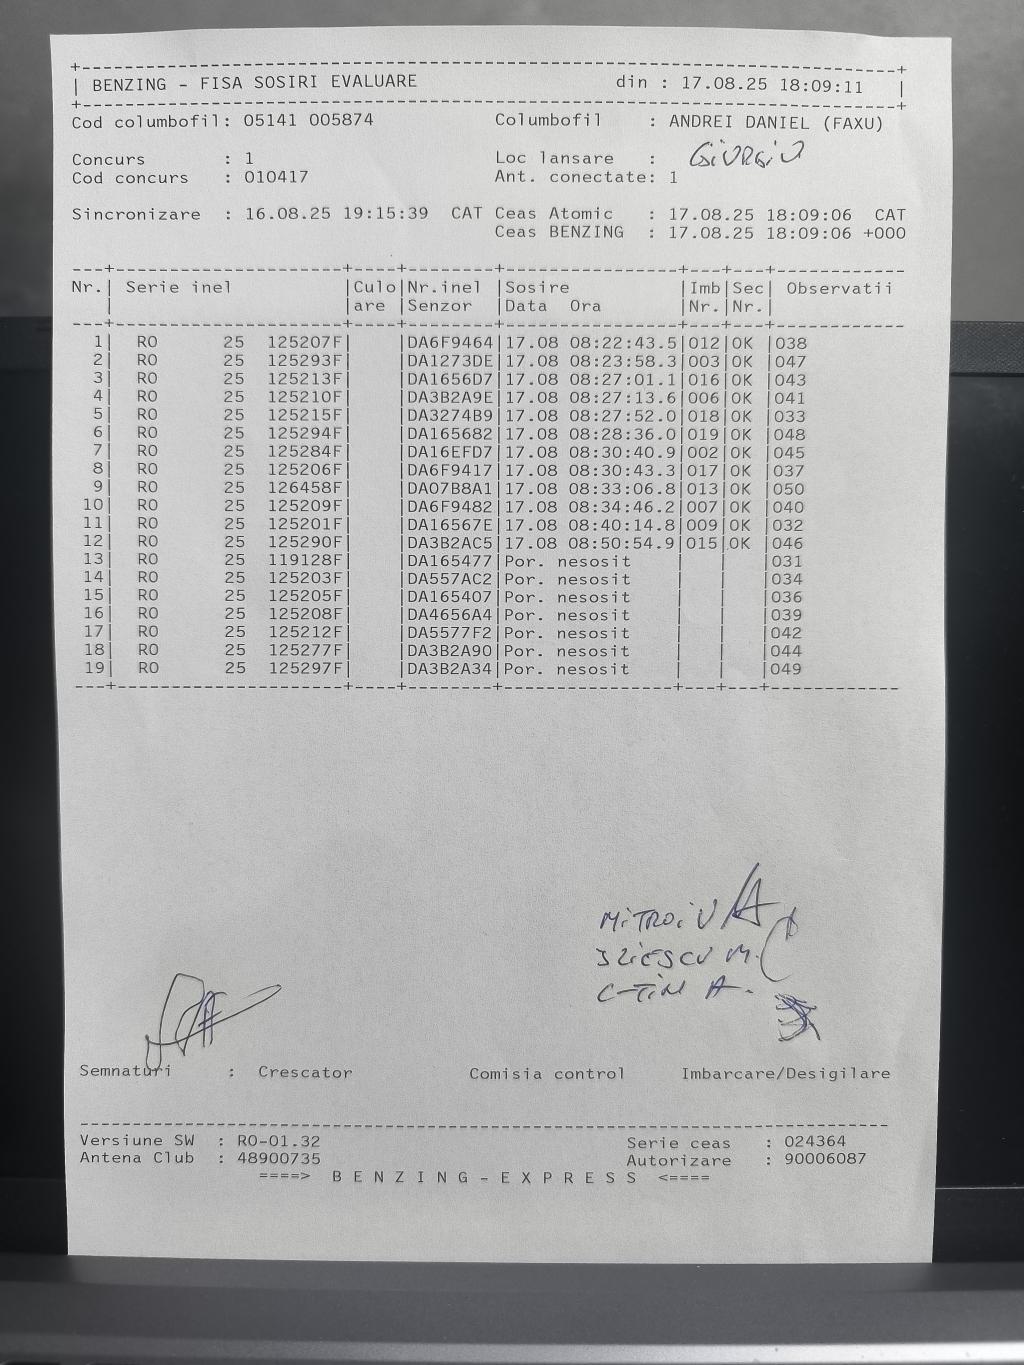 BENZING - FISA SOSIRI EVALUARE din : 17.08.25 18:09:11
Cod columbofil: 05141 005874 Columbofil : ANDREI DANIEL (FAXU)
Concurs : 1 Loc lansare : GiURGiU
Cod concurs : 010417 Ant. conectate: 1
Sincronizare : 16.08.25 19:15:39 CAT Ceas Atomic : 17.08.25 18:09:06 CAT
Ceas BENZING : 17.08.25 18:09:06 +000
Nr.| Serie inel |Culo|Nr.inel |Sosire |Imb|Sec| Observatii
| |are |Senzor |Data Ora |Nr.|Nr.|
1| RO 25 125207F| |DA6F9464|17.08 08:22:43.5|012|OK |038
2| RO 25 125293F| |DA1273DE|17.08 08:23:58.3|003|OK |047
3| RO 25 125213F| |DA1656D7|17.08 08:27:01.1|016|OK |043
4| RO 25 125210F| |DA3B2A9E|17.08 08:27:13.6|006|OK |041
5| RO 25 125215F| |DA3274B9|17.08 08:27:52.0|018|OK |033
6| RO 25 125294F| |DA165682|17.08 08:28:36.0|019|OK |048
7| RO 25 125284F| |DA16EFD7|17.08 08:30:40.9|002|OK |045
8| RO 25 125206F| |DA6F9417|17.08 08:30:43.3|017|OK |037
9| RO 25 126458F| |DA07B8A1|17.08 08:33:06.8|013|OK |050
10| RO 25 125209F| |DA6F9482|17.08 08:34:46.2|007|OK |040
11| RO 25 125201F| |DA16567E|17.08 08:40:14.8|009|OK |032
12| RO 25 125290F| |DA3B2AC5|17.08 08:50:54.9|015|OK |046
13| RO 25 119128F| |DA165477|Por. nesosit | | |031
14| RO 25 125203F| |DA557AC2|Por. nesosit | | |034
15| RO 25 125205F| |DA165407|Por. nesosit | | |036
16| RO 25 125208F| |DA4656A4|Por. nesosit | | |039
17| RO 25 125212F| |DA5577F2|Por. nesosit | | |042
18| RO 25 125277F| |DA3B2A90|Por. nesosit | | |044
19| RO 25 125297F| |DA3B2A34|Por. nesosit | | |049
MiTROiU A
M.
C-TiN A.
Semnaturi : Crescator Comisia control Imbarcare/Desigilare
Versiune SW : RO-01.32 Serie ceas : 024364
Antena Club : 48900735 Autorizare : 90006087
====> B E N Z I N G - E X P R E S S <====